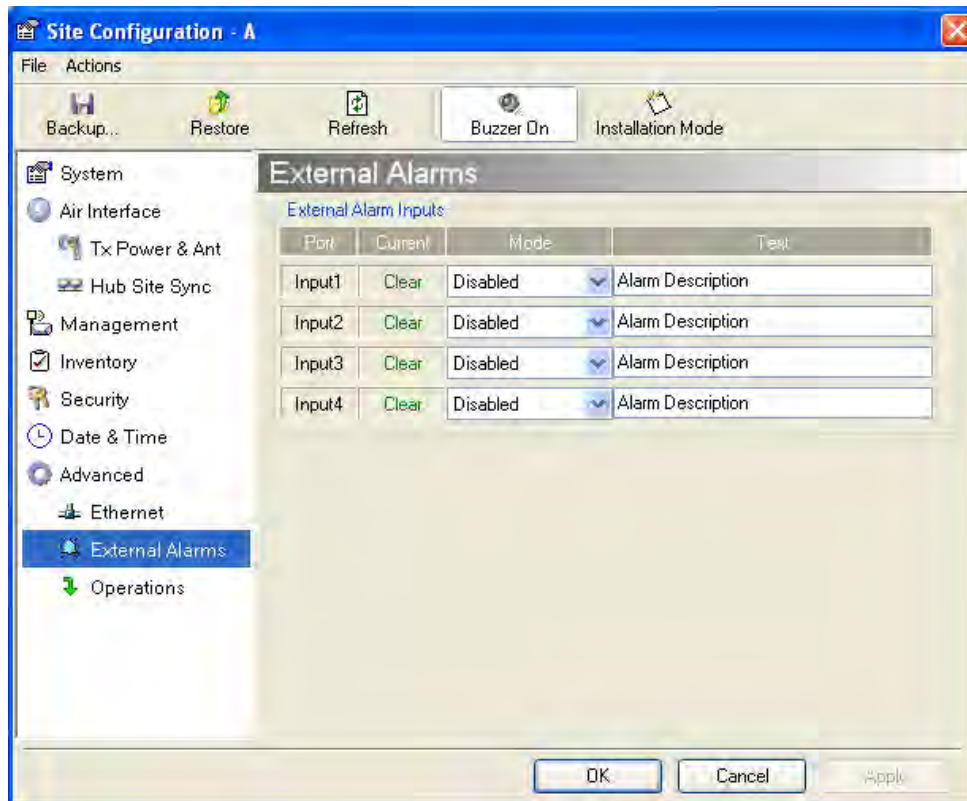 Site Configuration - A
File Actions
Backup... Restore Refresh Buzzer On Installation Mode
System
Air Interface
Tx Power & Ant
Hub Site Sync
Management
Inventory
Security
Date & Time
Advanced
Ethernet
External Alarms
Operations
External Alarms
External Alarm Inputs
Port Current Mode Text
Input1 Clear Disabled Alarm Description
Input2 Clear Disabled Alarm Description
Input3 Clear Disabled Alarm Description
Input4 Clear Disabled Alarm Description
OK Cancel Apply